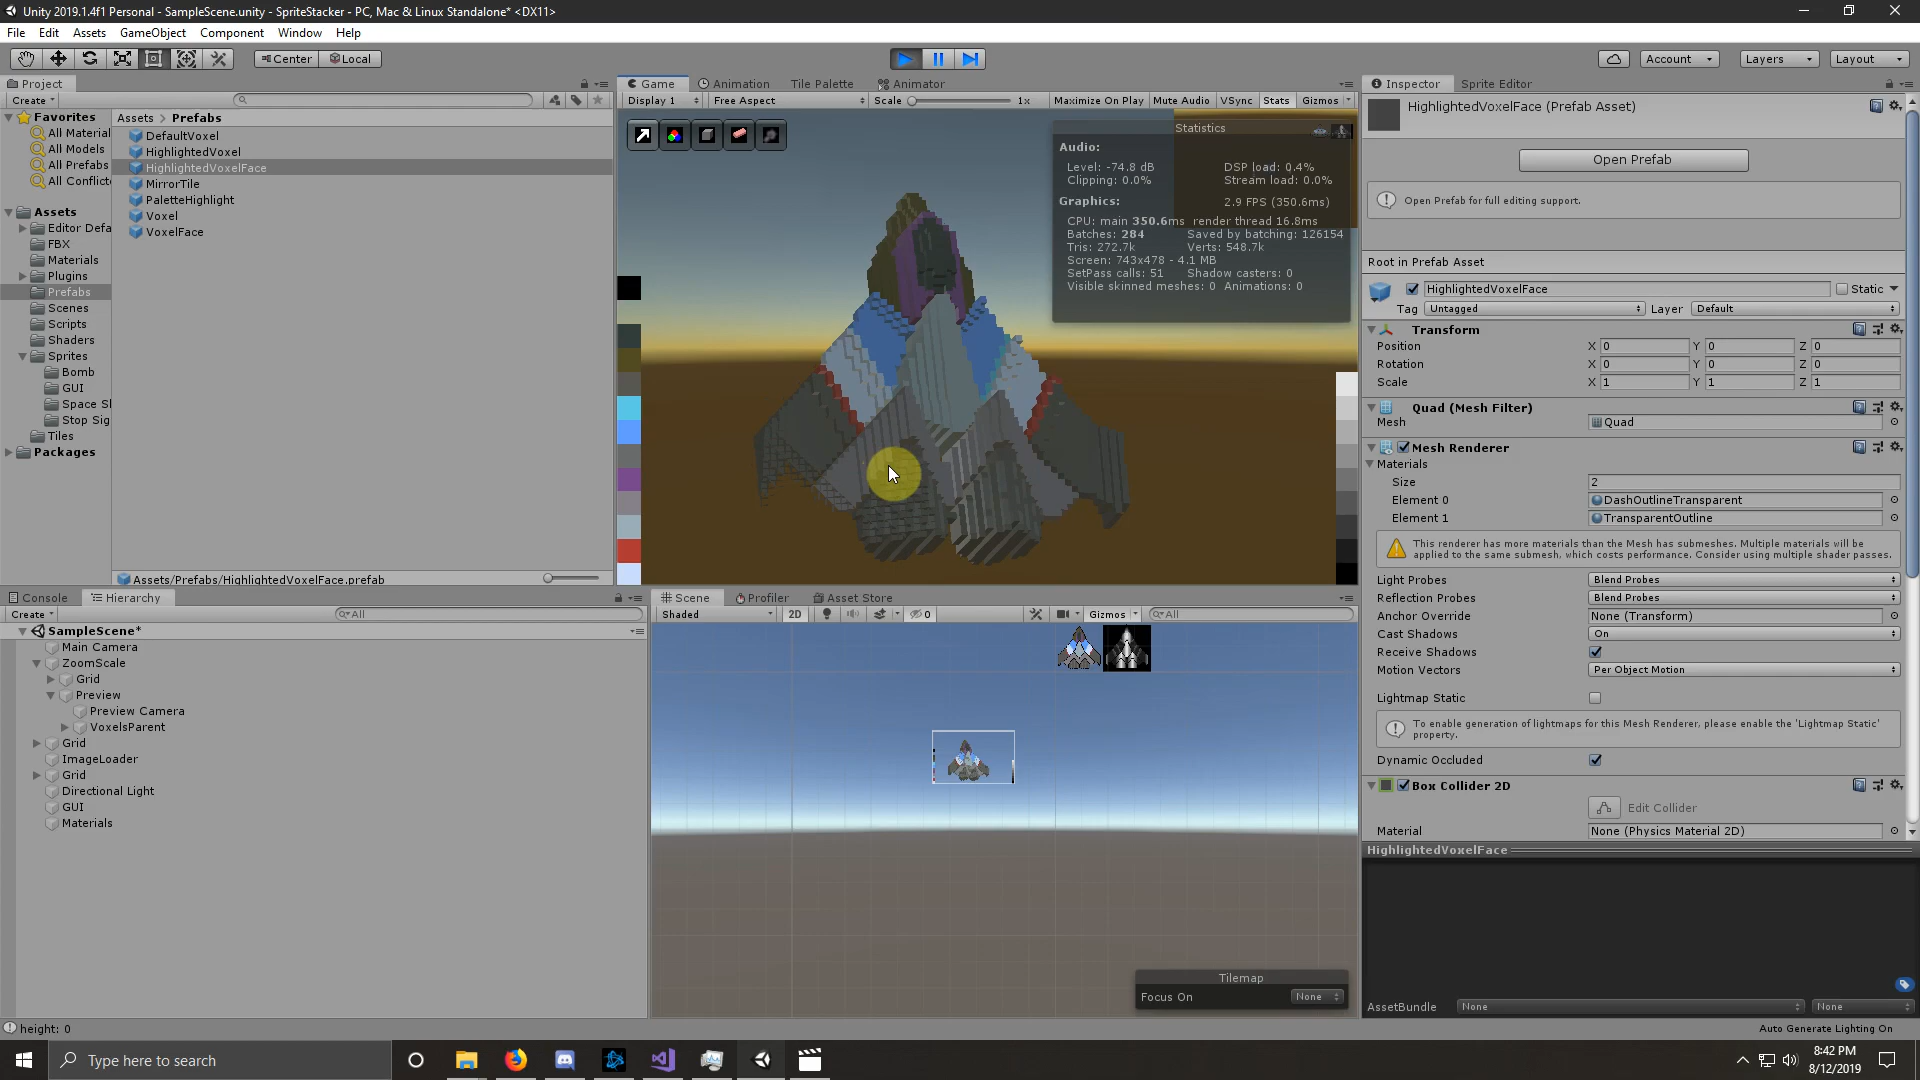 Unity 2019.1.4f1 Personal - SampleScene.unity - SpriteStacker - PC, Mac & Linux Standalone* <DX11>
File Edit Assets GameObject Component Window Help
Center Local
Account Layers Layout
Project
Create
Favorites
All Material
All Models
All Prefabs
All Conflict
Assets
Editor Defa
FBX
Materials
Plugins
Prefabs
Scenes
Scripts
Shaders
Sprites
Bomb
GUI
Space Sl
Stop Sig
Tiles
Packages
Assets > Prefabs
DefaultVoxel
HighlightedVoxel
HighlightedVoxelFace
MirrorTile
PaletteHighlight
Voxel
VoxelFace
Assets/Prefabs/HighlightedVoxelFace.prefab
Game Animation Tile Palette Animator
Display 1 Free Aspect Scale 1x Maximize On Play Mute Audio VSync Stats Gizmos
Statistics
Audio:
Level: -74.8 dB DSP load: 0.4%
Clipping: 0.0% Stream load: 0.0%
Graphics: 2.9 FPS (350.6ms)
CPU: main 350.6ms render thread 16.8ms
Batches: 284 Saved by batching: 126154
Tris: 272.7k Verts: 548.7k
Screen: 743x478 - 4.1 MB
SetPass calls: 51 Shadow casters: 0
Visible skinned meshes: 0 Animations: 0
Console Hierarchy
Create All
SampleScene*
Main Camera
ZoomScale
Grid
Preview
Preview Camera
VoxelsParent
Grid
ImageLoader
Grid
Directional Light
GUI
Materials
Scene Profiler Asset Store
Shaded 2D 0 Gizmos All
Tilemap
Focus On None
Inspector Sprite Editor
HighlightedVoxelFace (Prefab Asset)
Open Prefab
Open Prefab for full editing support.
Root in Prefab Asset
HighlightedVoxelFace Static
Tag Untagged Layer Default
Transform
Position X 0 Y 0 Z 0
Rotation X 0 Y 0 Z 0
Scale X 1 Y 1 Z 1
Quad (Mesh Filter)
Mesh Quad
Mesh Renderer
Materials
Size 2
Element 0 DashOutlineTransparent
Element 1 TransparentOutline
This renderer has more materials than the Mesh has submeshes. Multiple materials will
be applied to the same submesh, which costs performance. Consider using multiple shader passes.
Light Probes Blend Probes
Reflection Probes Blend Probes
Anchor Override None (Transform)
Cast Shadows On
Receive Shadows
Motion Vectors Per Object Motion
Lightmap Static
To enable generation of lightmaps for this Mesh Renderer, please enable the 'Lightmap Static'
property.
Dynamic Occluded
Box Collider 2D
Edit Collider
Material None (Physics Material 2D)
HighlightedVoxelFace
AssetBundle None None
height: 0
Auto Generate Lighting On
Type here to search
8:42 PM
8/12/2019